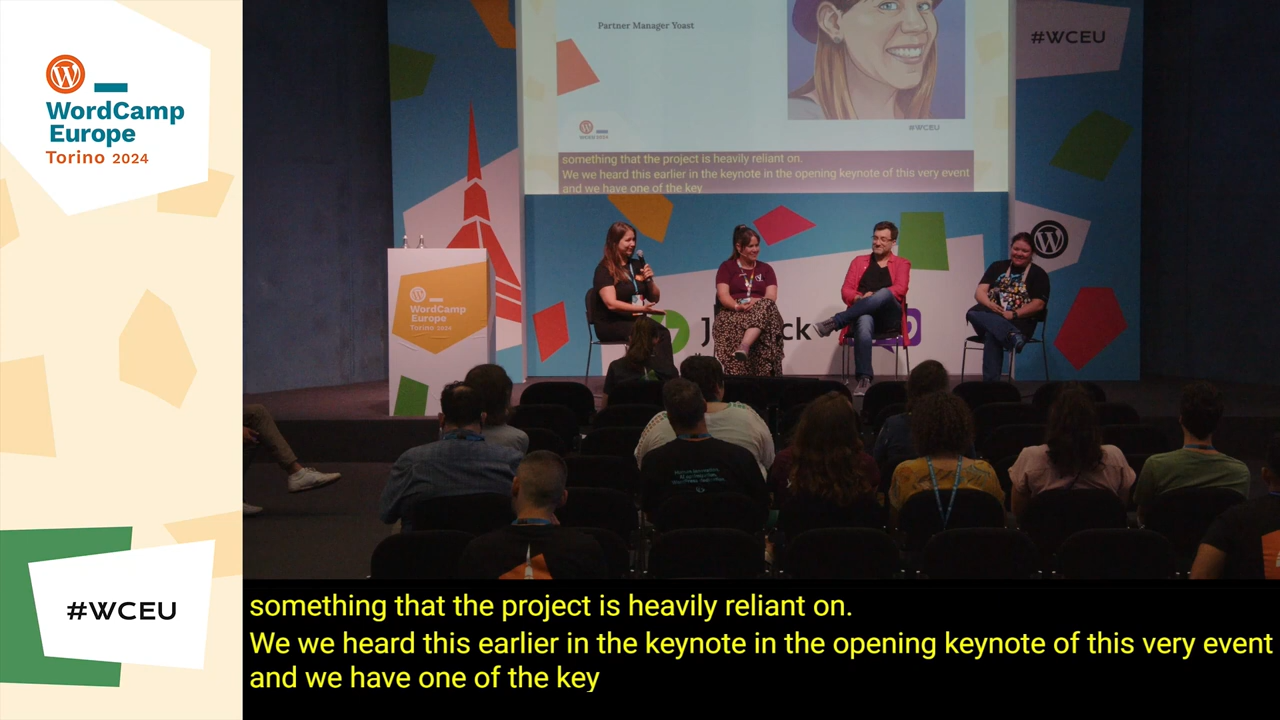 WordCamp
Europe
Torino 2024
#WCEU
Partner Manager Yoast
#WCEU
#WCEU
something that the project is heavily reliant on.
We we heard this earlier in the keynote in the opening keynote of this very event
and we have one of the key
WordCamp
Europe
Torino 2024
something that the project is heavily reliant on.
We we heard this earlier in the keynote in the opening keynote of this very event
and we have one of the key